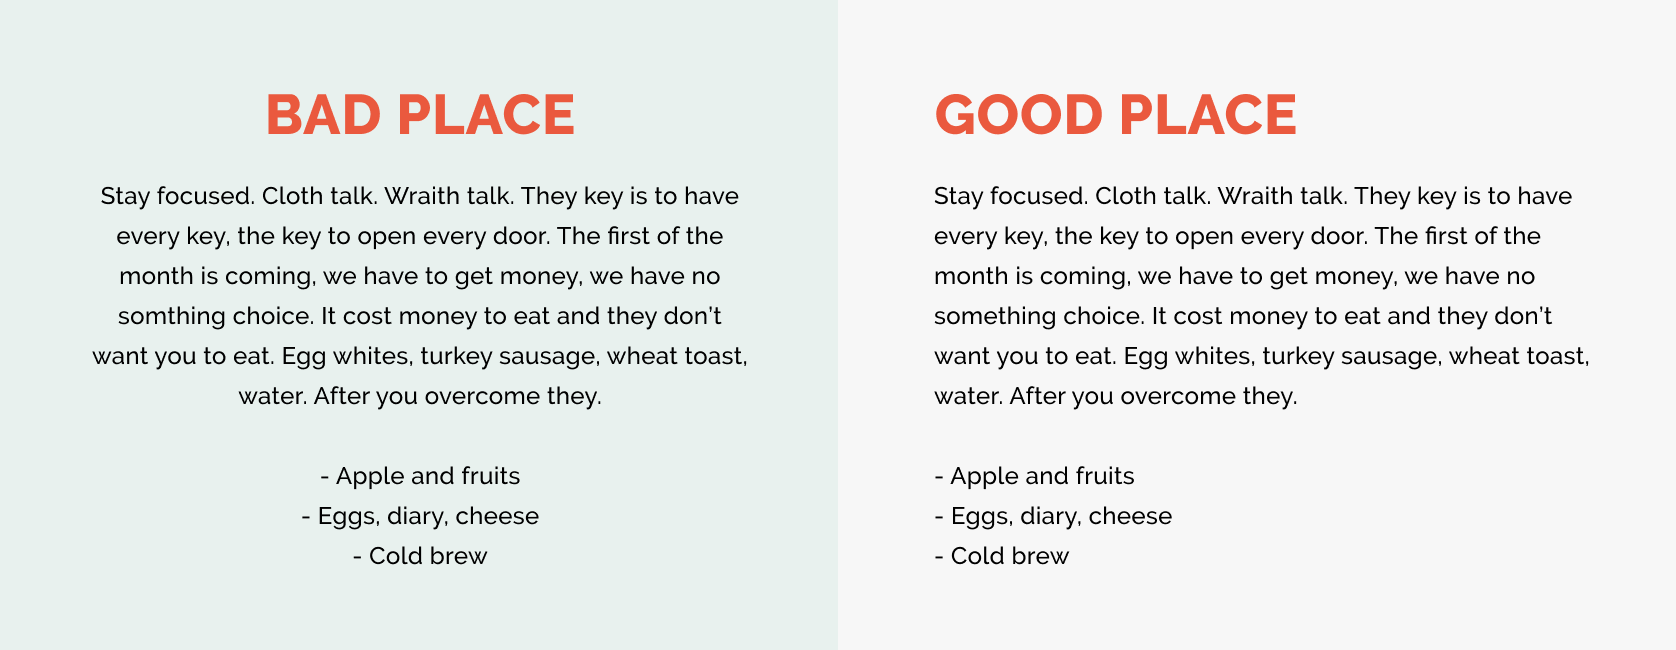 BAD PLACE
Stay focused. Cloth talk. Wraith talk. They key is to have
every key, the key to open every door. The first of the
month is coming, we have to get money, we have no
somthing choice. It cost money to eat and they don’t
want you to eat. Egg whites, turkey sausage, wheat toast,
water. After you overcome they.
- Apple and fruits
- Eggs, diary, cheese
- Cold brew
GOOD PLACE
Stay focused. Cloth talk. Wraith talk. They key is to have
every key, the key to open every door. The first of the
month is coming, we have to get money, we have no
something choice. It cost money to eat and they don’t
want you to eat. Egg whites, turkey sausage, wheat toast,
water. After you overcome they.
- Apple and fruits
- Eggs, diary, cheese
- Cold brew